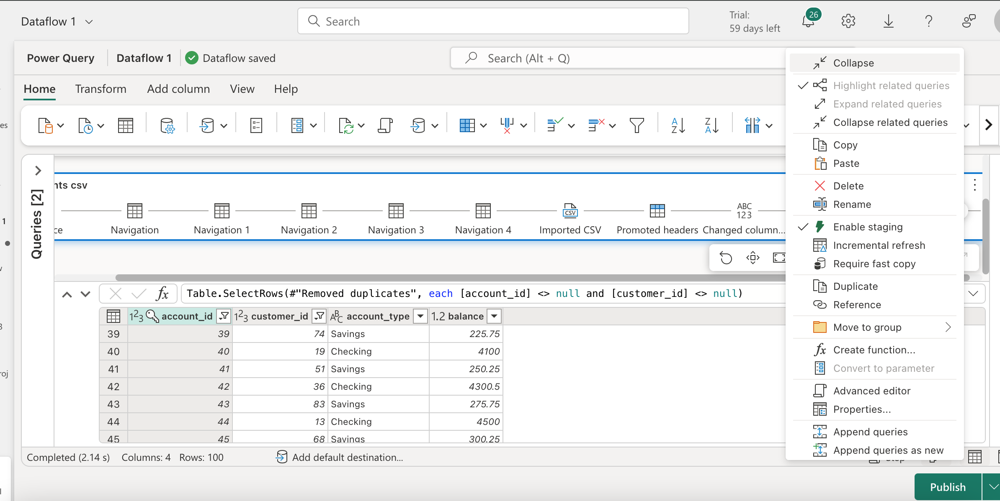 Dataflow 1
Search
Trial:
59 days left
26
Power Query
Dataflow 1
Dataflow saved
Search (Alt + Q)
Home
Transform
Add column
View
Help
Queries [2]
nts csv
ce
Navigation
Navigation 1
Navigation 2
Navigation 3
Navigation 4
CSV
Imported CSV
Promoted headers
ABC
123
Changed column...
fx
Table.SelectRows(#"Removed duplicates", each [account_id] <> null and [customer_id] <> null)
123 account_id 123 customer_id ABC account_type 1.2 balance
39 39 74 Savings 225.75
40 40 19 Checking 4100
41 41 51 Savings 250.25
42 42 36 Checking 4300.5
43 43 83 Savings 275.75
44 44 13 Checking 4500
45 45 68 Savings 300.25
Completed (2.14 s)
Columns: 4
Rows: 100
Add default destination...
Step
Publish
Collapse
Highlight related queries
Expand related queries
Collapse related queries
Copy
Paste
Delete
Rename
Enable staging
Incremental refresh
Require fast copy
Duplicate
Reference
Move to group
fx Create function...
Convert to parameter
Advanced editor
Properties...
Append queries
Append queries as new
es
1
roj